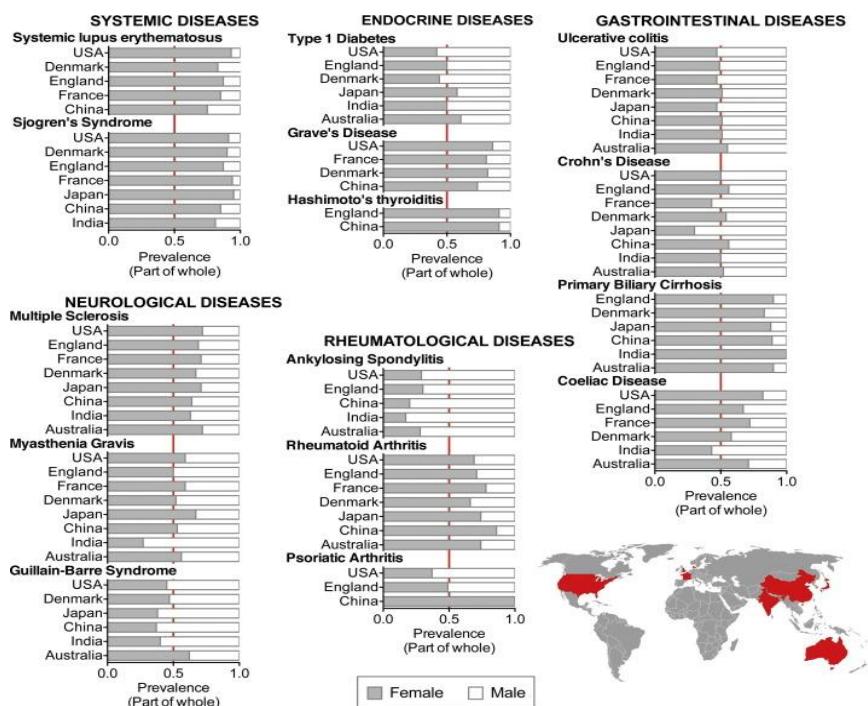 SYSTEMIC DISEASES
Systemic lupus erythematosus
USA
Denmark
England
France
China
Sjogren's Syndrome
USA
Denmark
England
France
Japan
China
India
0.0 0.5 1.0
Prevalence
(Part of whole)
ENDOCRINE DISEASES
Type 1 Diabetes
USA
England
Denmark
Japan
India
Australia
Grave's Disease
USA
France
Denmark
China
Hashimoto's thyroiditis
England
China
0.0 0.5 1.0
Prevalence
(Part of whole)
GASTROINTESTINAL DISEASES
Ulcerative colitis
USA
England
France
Denmark
Japan
China
India
Australia
Crohn's Disease
USA
England
France
Denmark
Japan
China
India
Australia
Primary Biliary Cirrhosis
England
Denmark
Japan
China
India
Australia
Coeliac Disease
USA
England
France
Denmark
India
Australia
0.0 0.5 1.0
Prevalence
(Part of whole)
NEUROLOGICAL DISEASES
Multiple Sclerosis
USA
England
France
Denmark
Japan
China
India
Australia
Myasthenia Gravis
USA
England
France
Denmark
Japan
China
India
Australia
Guillain-Barre Syndrome
USA
Denmark
Japan
China
India
Australia
0.0 0.5 1.0
Prevalence
(Part of whole)
RHEUMATOLOGICAL DISEASES
Ankylosing Spondylitis
USA
England
China
India
Australia
Rheumatoid Arthritis
USA
England
France
Denmark
Japan
China
Australia
Psoriatic Arthritis
USA
England
China
0.0 0.5 1.0
Prevalence
(Part of whole)
Female Male